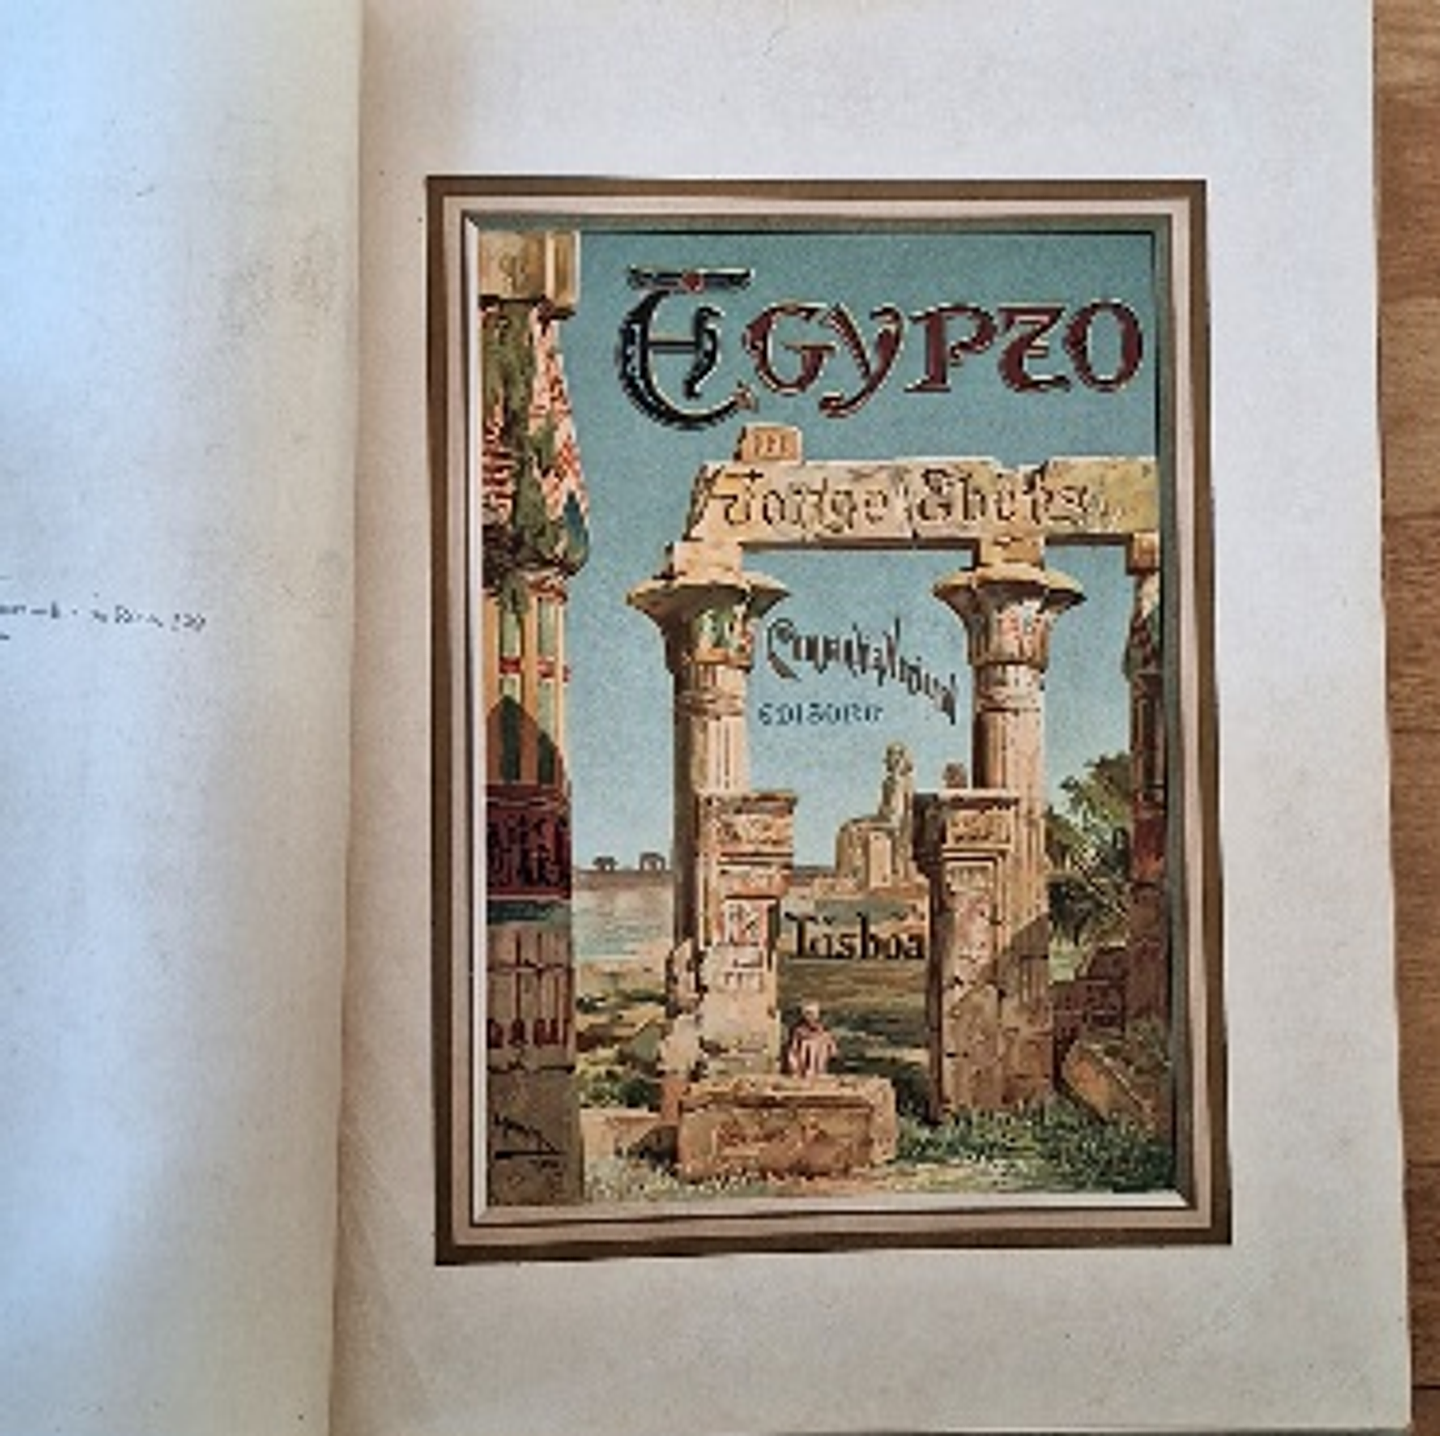 Egypto
Jorge Ebers
Companhia Nacional
EDITORA
Lisboa